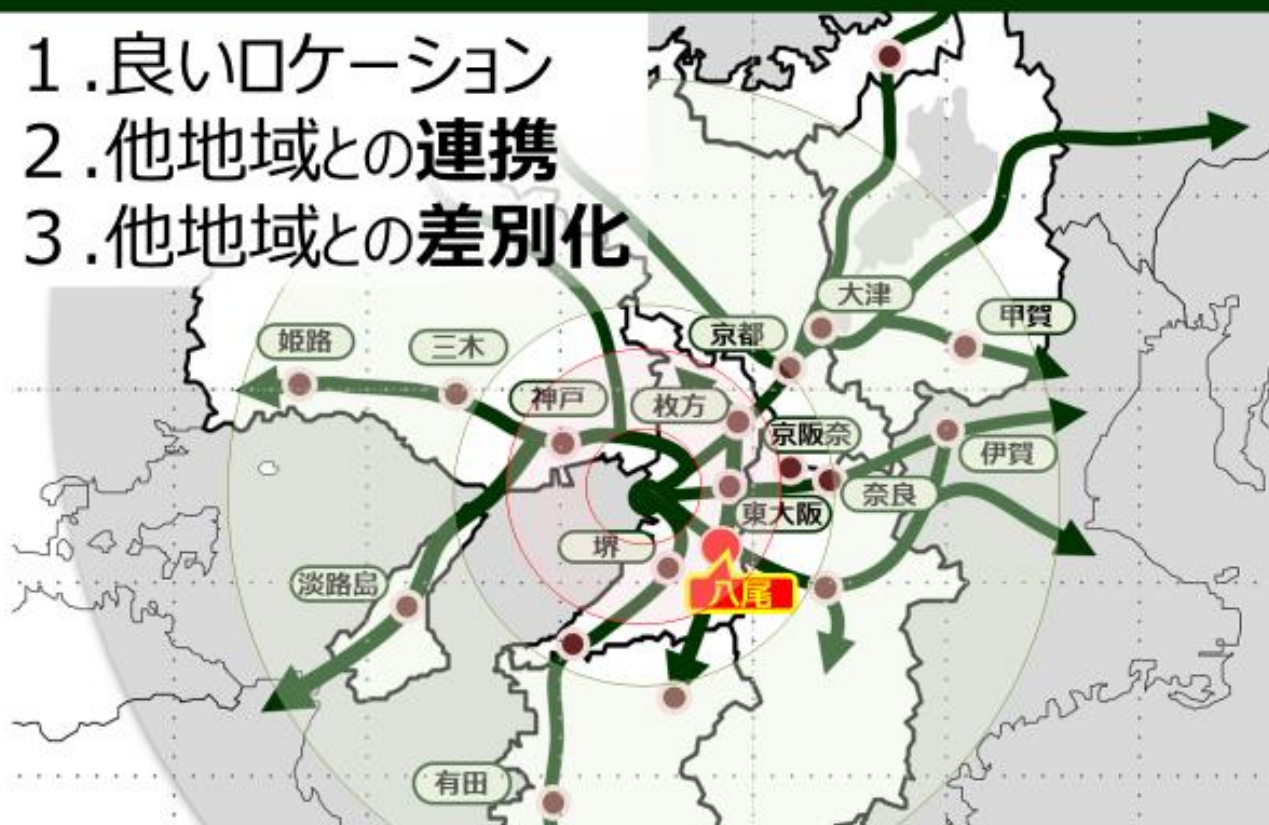 １.良いロケーション
２.他地域との連携
３.他地域との差別化
大津
甲賀
京都
姫路
三木
神戸
枚方
京阪奈
伊賀
奈良
東大阪
堺
淡路島
八尾
有田